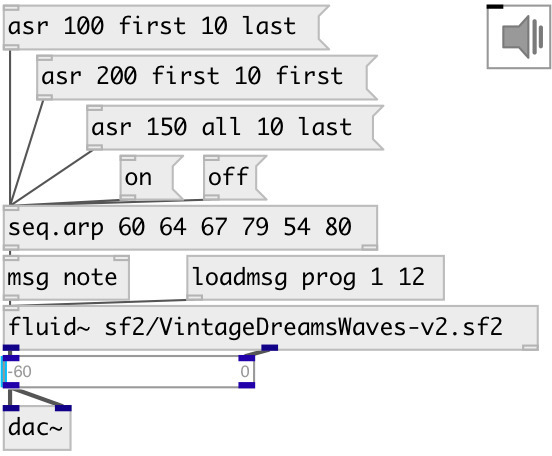 asr 100 first 10 last
asr 200 first 10 first
asr 150 all 10 last
on off
seq.arp 60 64 67 79 54 80
msg note loadmsg prog 1 12
fluid~ sf2/VintageDreamsWaves-v2.sf2
-60 0
dac~